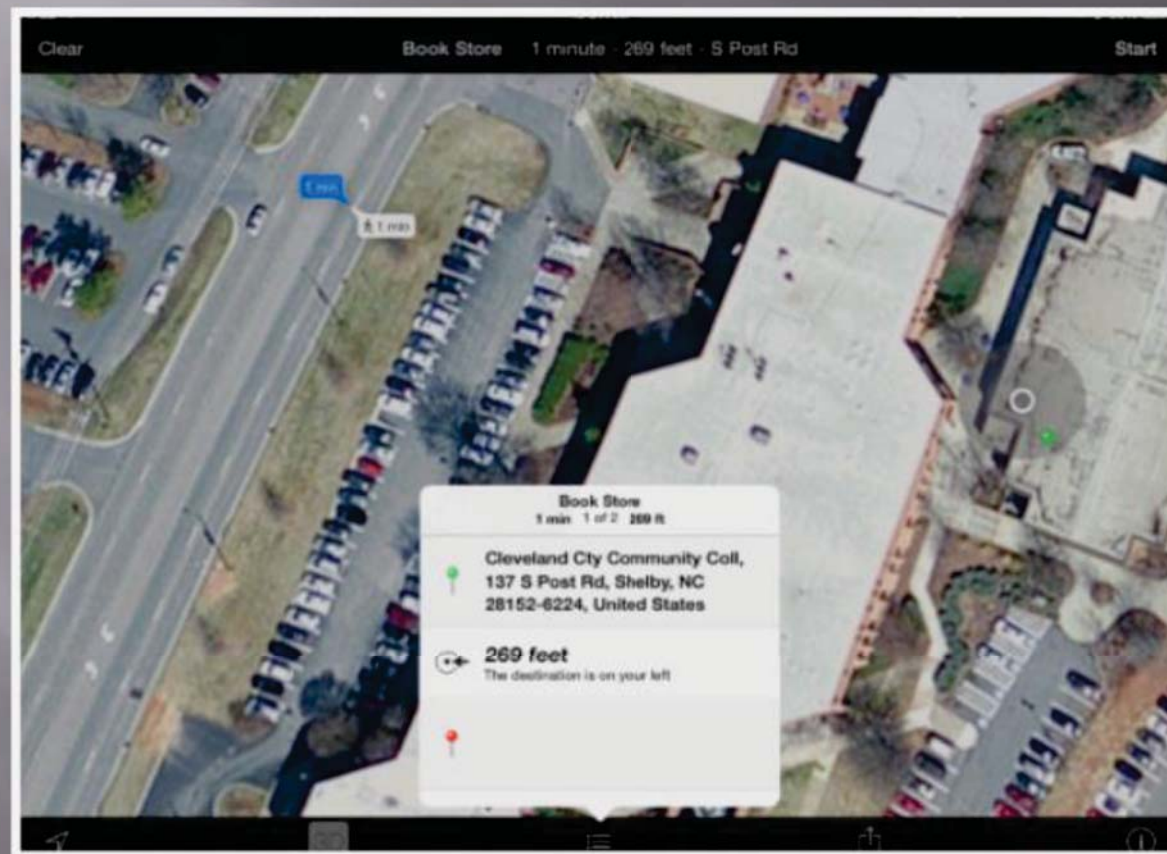 Clear
Book Store 1 minute · 269 feet · S Post Rd
Start
1 min
1 min
Book Store
1 min 1 of 2 269 ft
Cleveland Cty Community Coll,
137 S Post Rd, Shelby, NC
28152-6224, United States
269 feet
The destination is on your left
3D